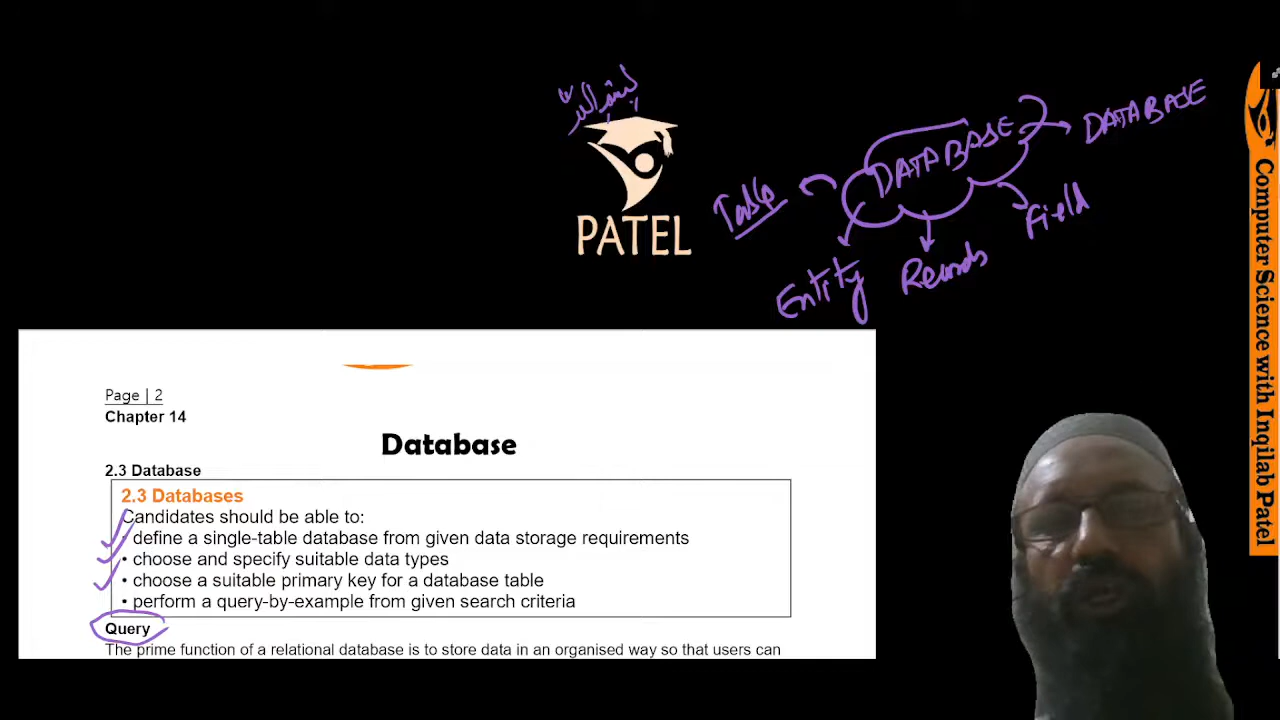 بسم اللہ
PATEL
DATABASE
DATABASE
Table
Field
Entity
Records
Computer Science with Inqilab Patel
Page | 2
Chapter 14
Database
2.3 Database
2.3 Databases
Candidates should be able to:
• define a single-table database from given data storage requirements
• choose and specify suitable data types
• choose a suitable primary key for a database table
• perform a query-by-example from given search criteria
Query
The prime function of a relational database is to store data in an organised way so that users can